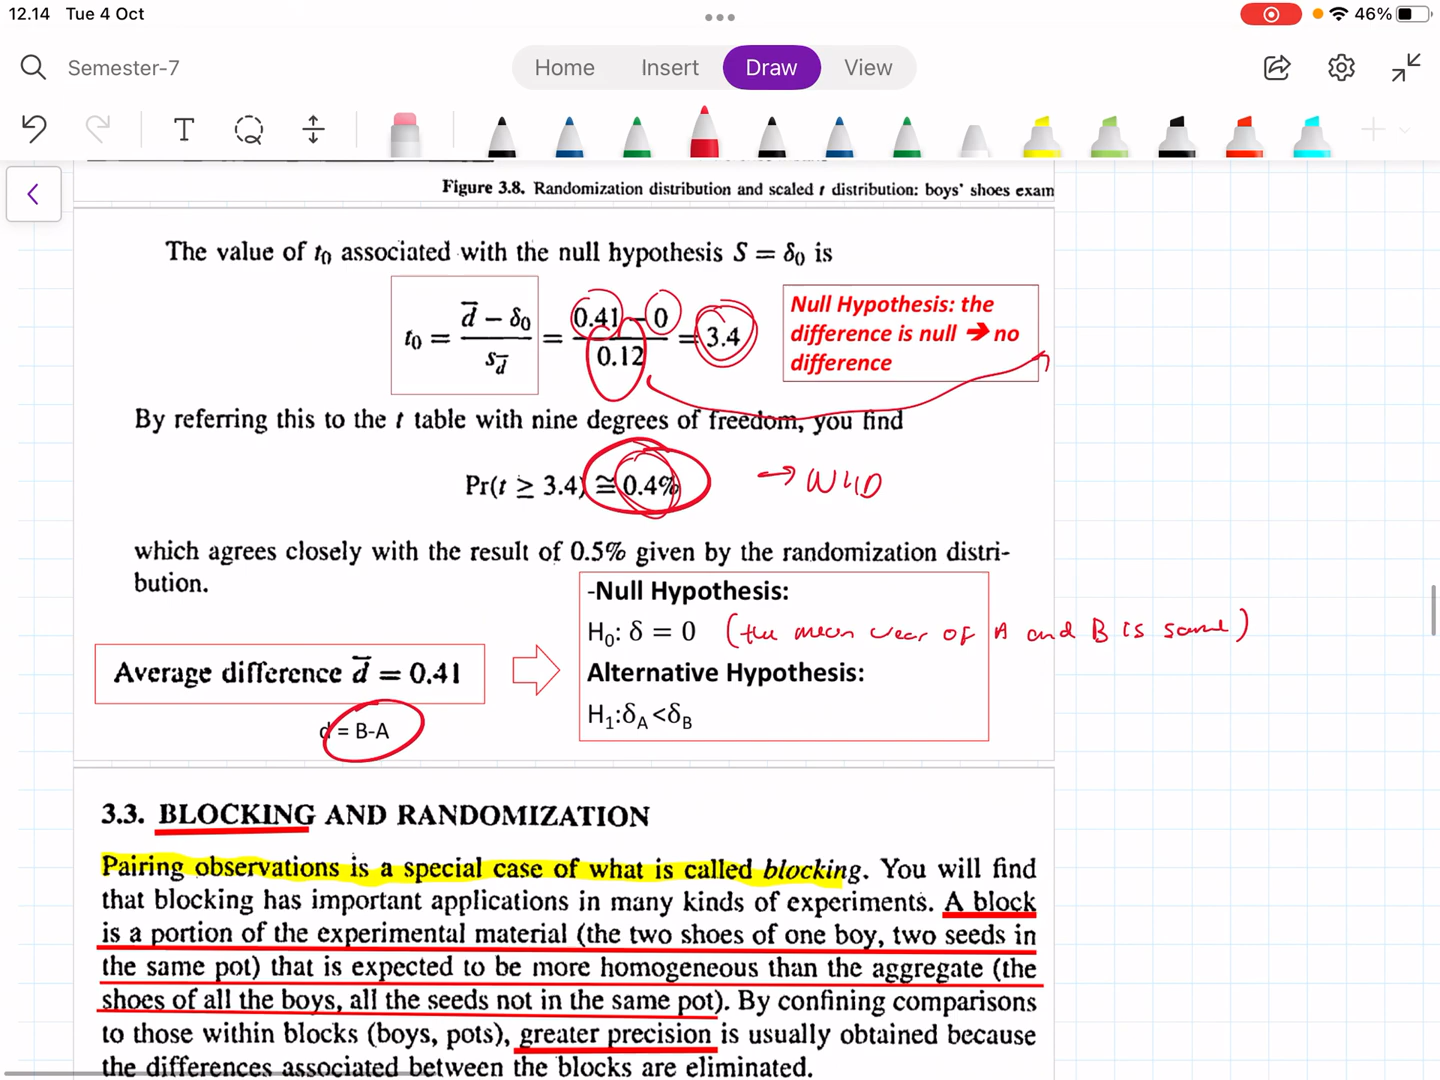 12.14 Tue 4 Oct
46%
Semester-7
Home Insert Draw View
T
Figure 3.8. Randomization distribution and scaled t distribution: boys' shoes exam
The value of t₀ associated with the null hypothesis S = δ₀ is
t₀ = (d̅ − δ₀) / s_d̅ = (0.41 − 0) / 0.12 = 3.4
Null Hypothesis: the
difference is null ➔ no
difference
By referring this to the t table with nine degrees of freedom, you find
Pr(t ≥ 3.4) ≅ 0.4%
which agrees closely with the result of 0.5% given by the randomization distri-
bution.
-Null Hypothesis:
H₀: δ = 0 (the mean wear of A and B is same)
Alternative Hypothesis:
H₁:δ_A<δ_B
Average difference d̅ = 0.41
d = B-A
3.3. BLOCKING AND RANDOMIZATION
Pairing observations is a special case of what is called blocking. You will find
that blocking has important applications in many kinds of experiments. A block
is a portion of the experimental material (the two shoes of one boy, two seeds in
the same pot) that is expected to be more homogeneous than the aggregate (the
shoes of all the boys, all the seeds not in the same pot). By confining comparisons
to those within blocks (boys, pots), greater precision is usually obtained because
the differences associated between the blocks are eliminated.